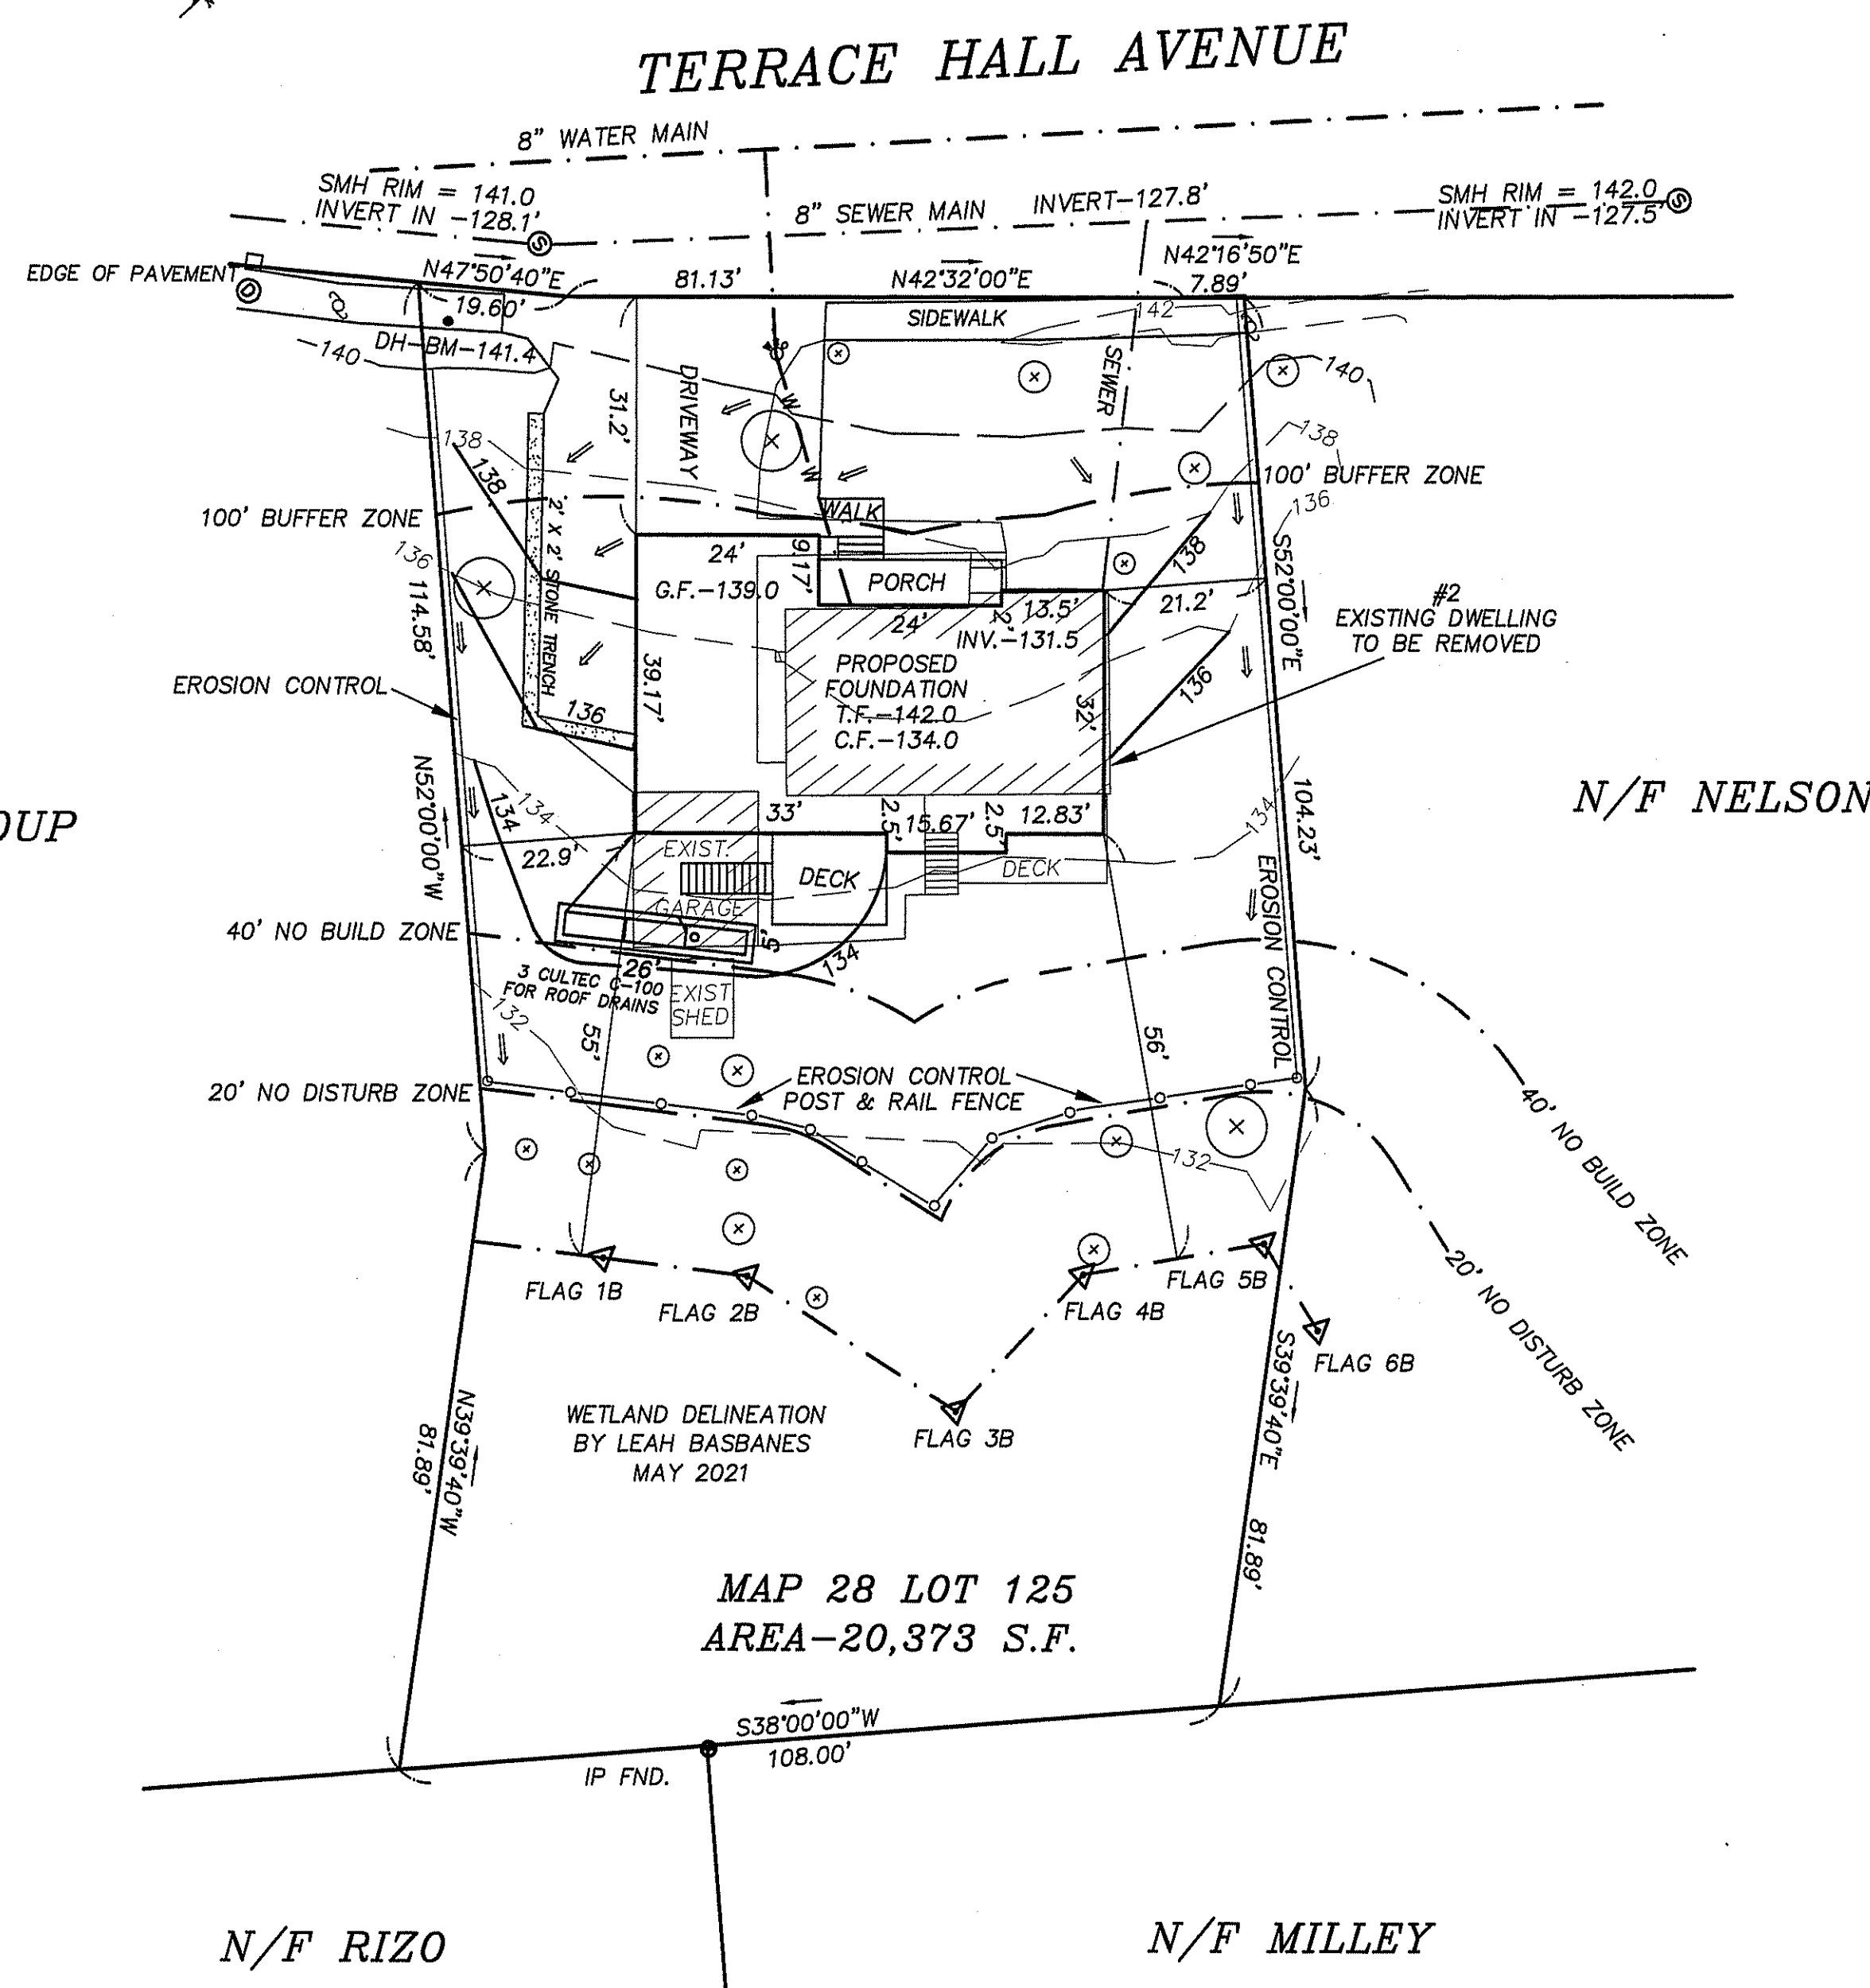 TERRACE HALL AVENUE
8" WATER MAIN
SMH RIM = 141.0
INVERT IN -128.1'
8" SEWER MAIN INVERT-127.8'
SMH RIM = 142.0
INVERT IN -127.5'
S
S
EDGE OF PAVEMENT
D
N47°50'40"E
19.60'
81.13'
N42°32'00"E
N42°16'50"E
7.89'
SIDEWALK
142
DH-BM-141.4
140
140
DRIVEWAY
31.2'
SEWER
W
W
138
138
138
100' BUFFER ZONE
100' BUFFER ZONE
WALK
136
136
2' X 2' STONE TRENCH
24'
9.17'
G.F.-139.0
PORCH
138
S52°00'00"E
114.58'
24'
2'
13.5'
21.2'
INV.-131.5
#2
EXISTING DWELLING
TO BE REMOVED
PROPOSED
FOUNDATION
T.F.-142.0
C.F.-134.0
39.17'
32'
136
136
EROSION CONTROL
N52°00'00"W
134
134
33'
2.5'
15.67'
2.5'
12.83'
134
104.23'
N/F NELSON
OUP
22.9'
EXIST.
GARAGE
DECK
DECK
EROSION CONTROL
40' NO BUILD ZONE
5'
134
26'
3 CULTEC C-100
FOR ROOF DRAINS
EXIST
SHED
132
55'
56'
20' NO DISTURB ZONE
EROSION CONTROL
POST & RAIL FENCE
40' NO BUILD ZONE
132
20' NO DISTURB ZONE
FLAG 1B
FLAG 2B
FLAG 3B
FLAG 4B
FLAG 5B
FLAG 6B
WETLAND DELINEATION
BY LEAH BASBANES
MAY 2021
N39°39'40"W
81.89'
S39°39'40"E
81.89'
MAP 28 LOT 125
AREA-20,373 S.F.
S38°00'00"W
108.00'
IP FND.
N/F RIZO
N/F MILLEY